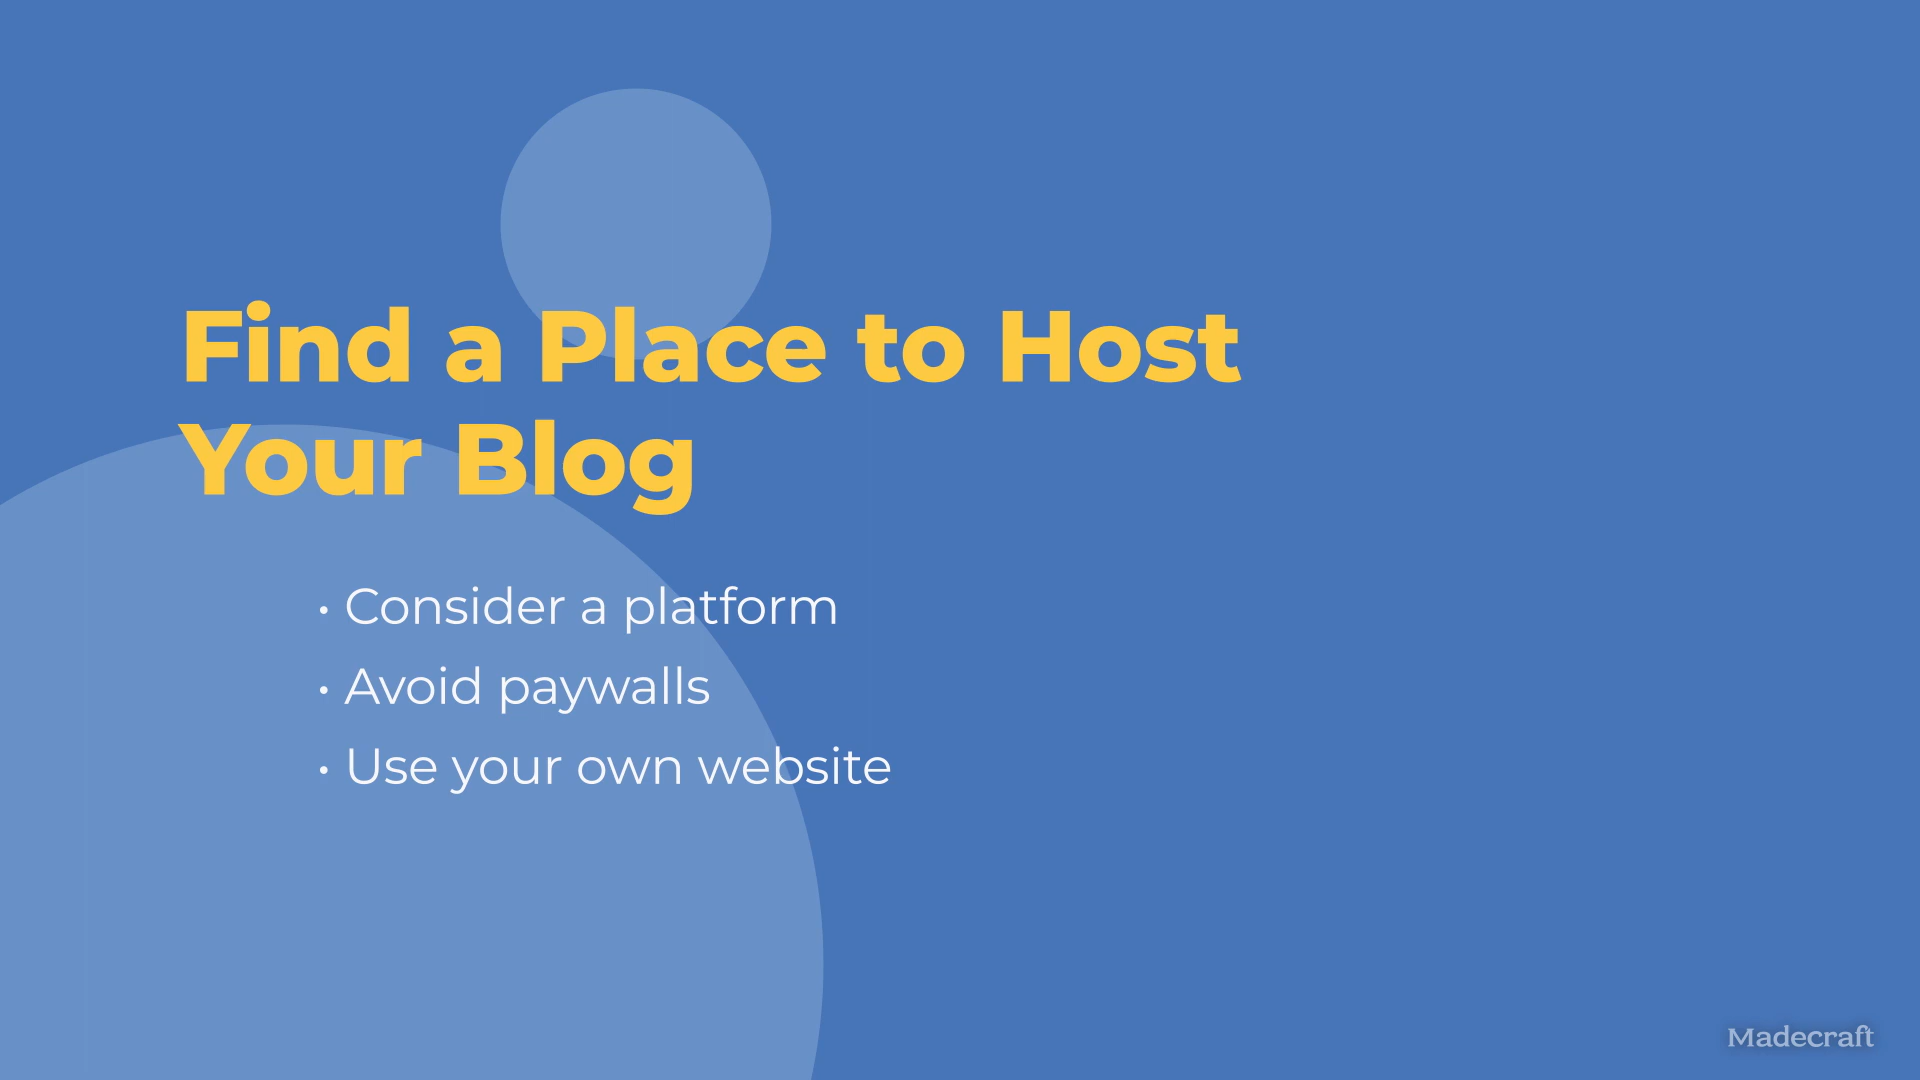 Find a Place to Host
Your Blog
• Consider a platform
• Avoid paywalls
• Use your own website
Madecraft